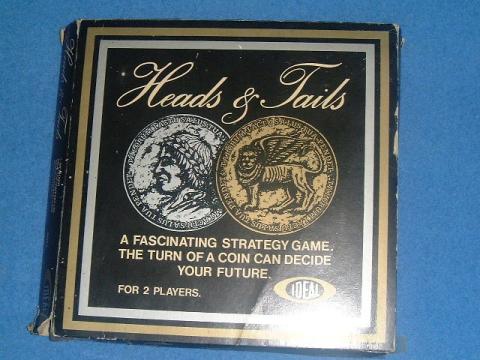 Heads & Tails
A FASCINATING STRATEGY GAME.
THE TURN OF A COIN CAN DECIDE
YOUR FUTURE.
FOR 2 PLAYERS.
IDEAL